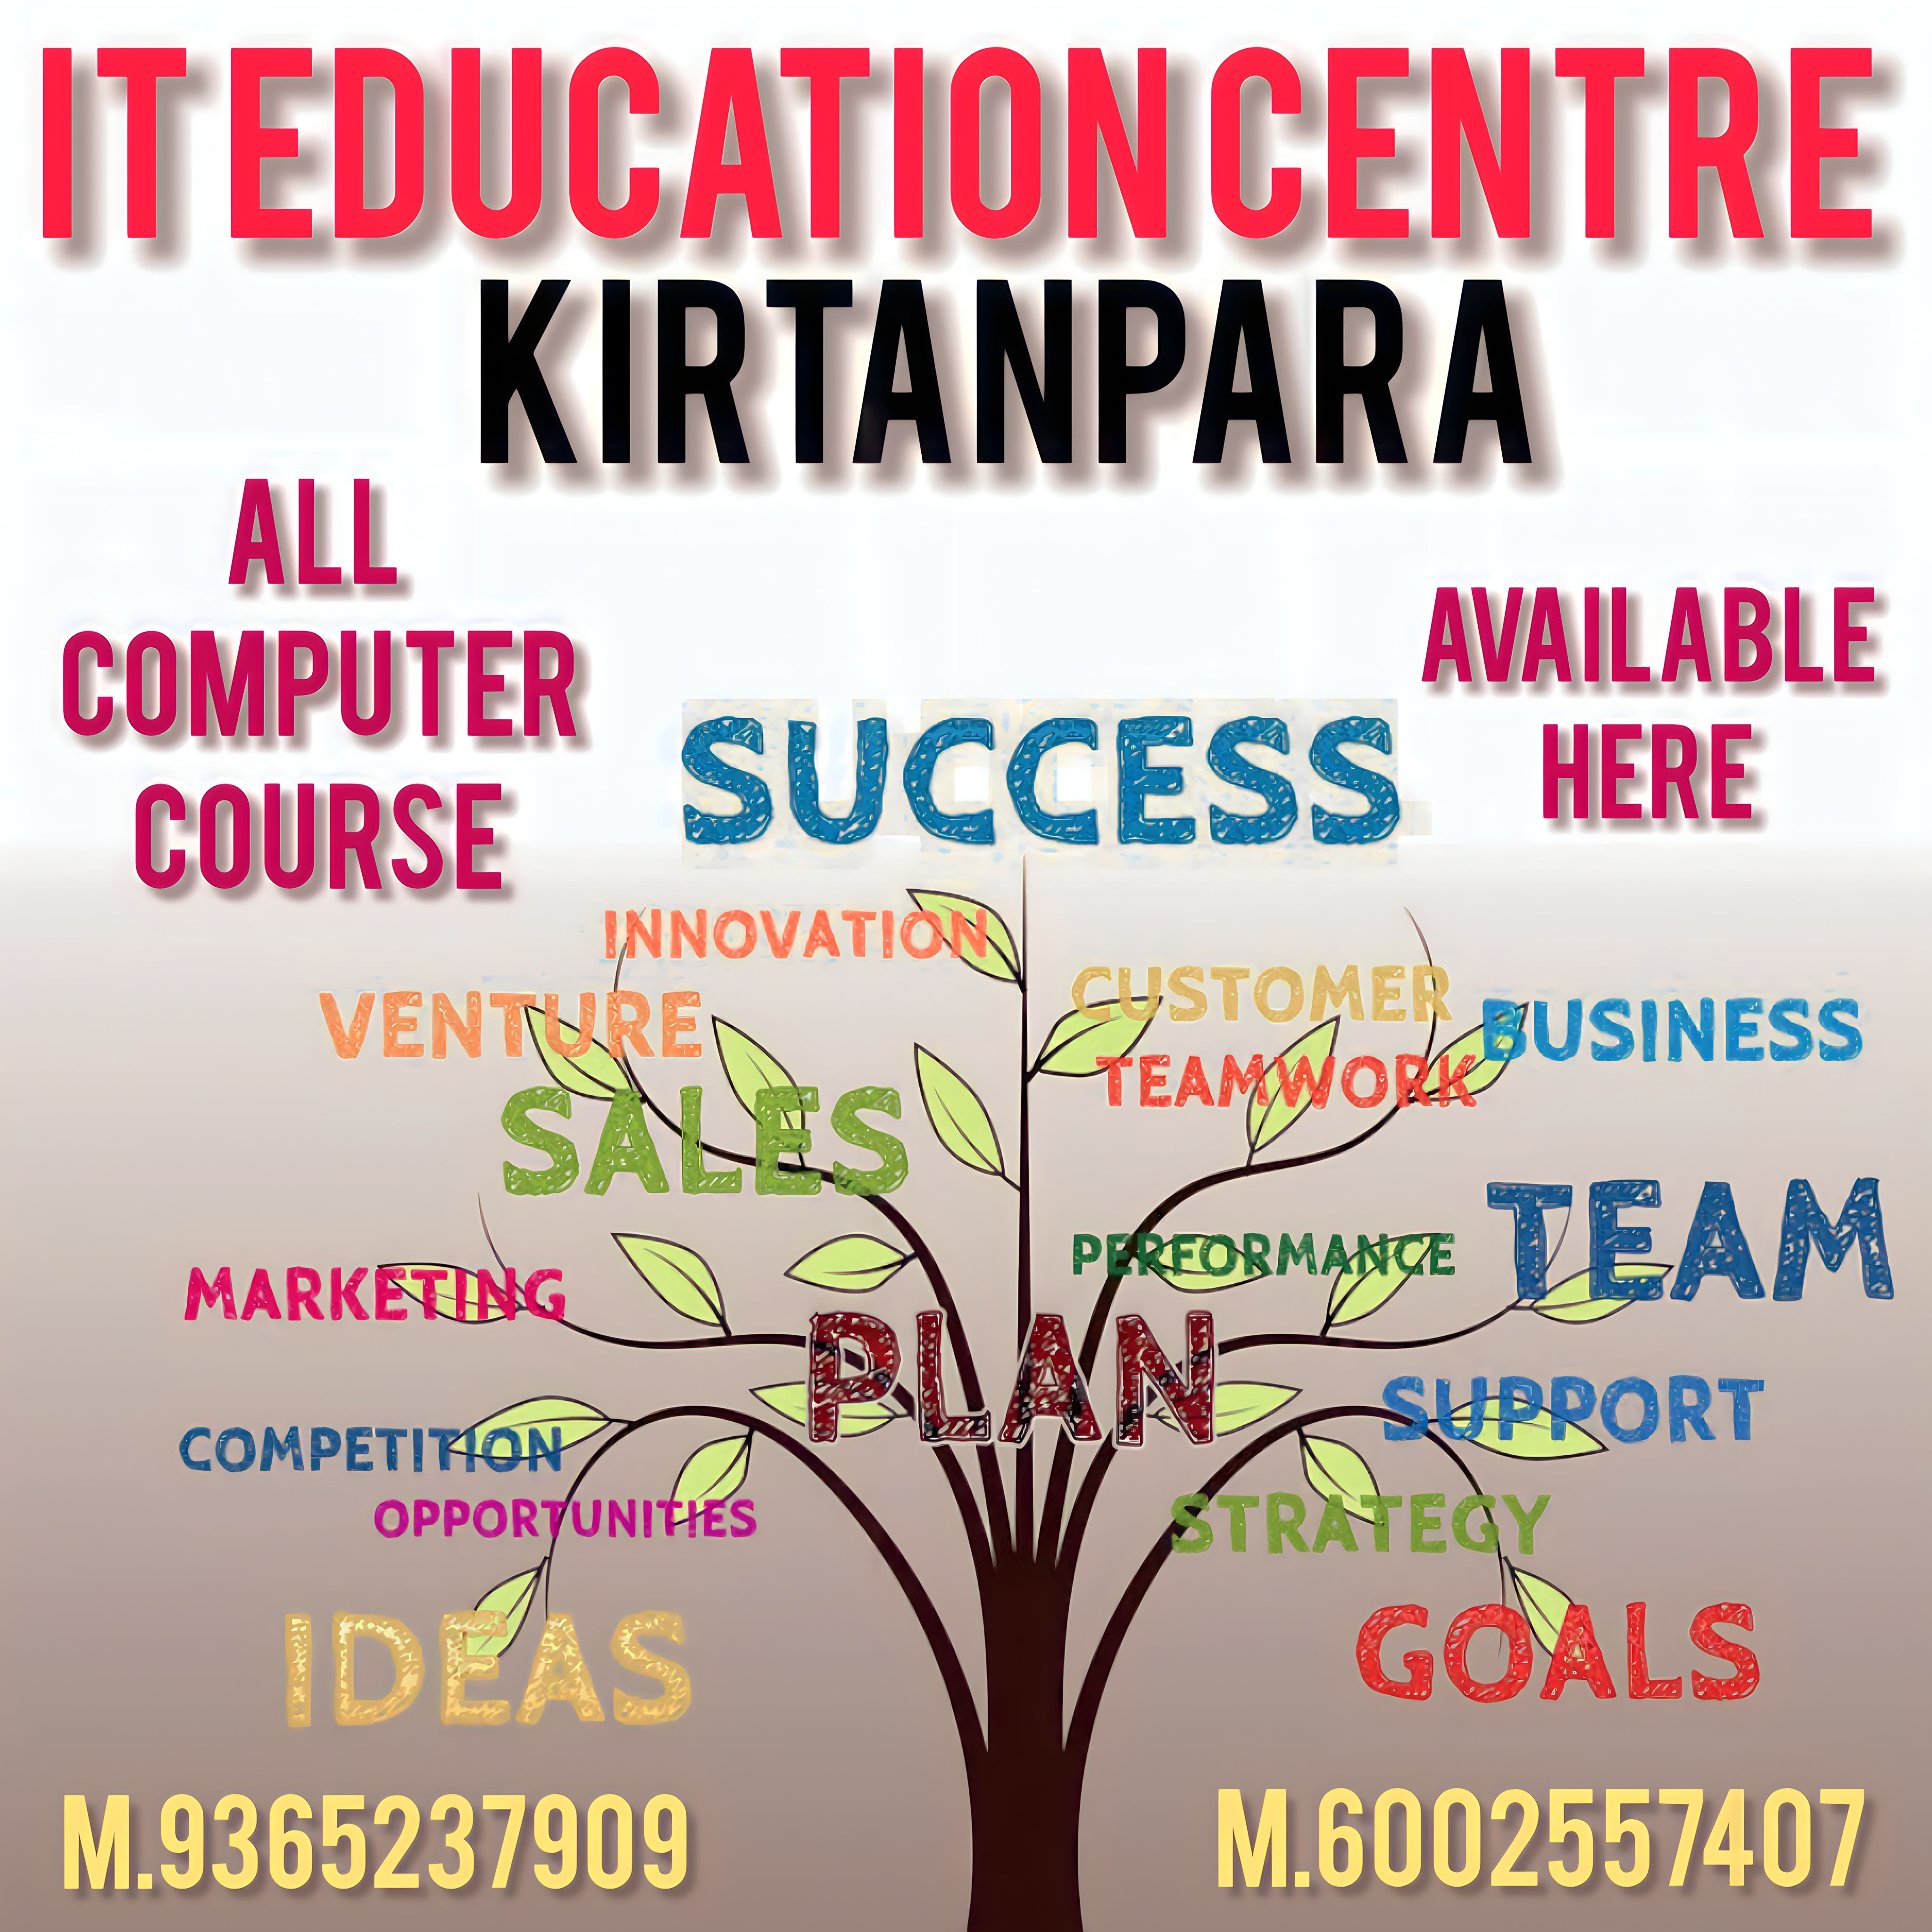 IT EDUCATION CENTRE
KIRTANPARA
ALL
COMPUTER
COURSE
AVAILABLE
HERE
SUCCESS
INNOVATION
CUSTOMER
VENTURE
BUSINESS
TEAMWORK
SALES
TEAM
PERFORMANCE
MARKETING
PLAN
SUPPORT
COMPETITION
OPPORTUNITIES
STRATEGY
IDEAS
GOALS
M.9365237909
M.6002557407